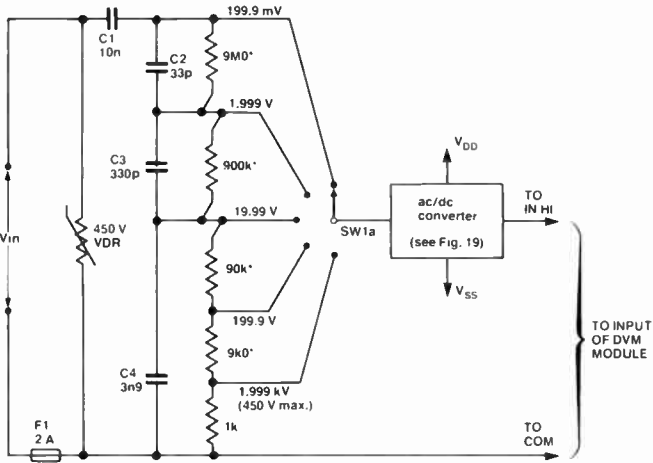 199.9 mV
C1
10n
C2
33p
9M0*
1.999 V
C3
330p
900k*
V_DD
TO
IN HI
ac/dc
converter
(see Fig. 19)
19.99 V
SW1a
Vin
450 V
VDR
90k*
V_SS
199.9 V
TO INPUT
OF DVM
MODULE
9k0*
C4
3n9
1.999 kV
(450 V max.)
F1
2 A
1k
TO
COM